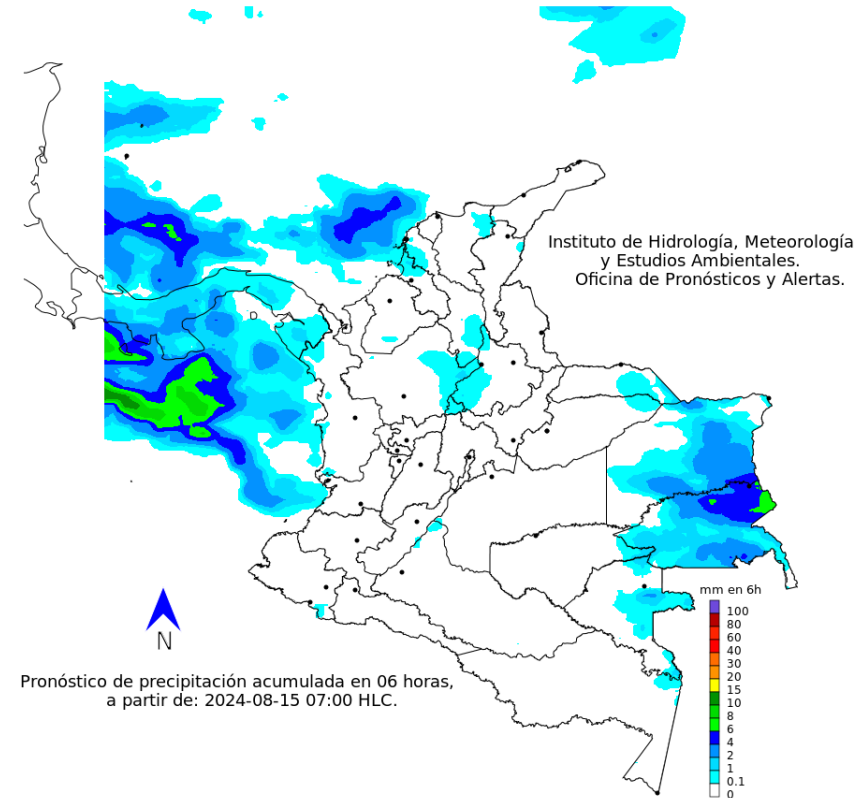 Instituto de Hidrología, Meteorología
y Estudios Ambientales.
Oficina de Pronósticos y Alertas.
N
Pronóstico de precipitación acumulada en 06 horas,
a partir de: 2024-08-15 07:00 HLC.
mm en 6h
100
80
60
40
30
20
15
10
8
6
4
2
1
0.1
0